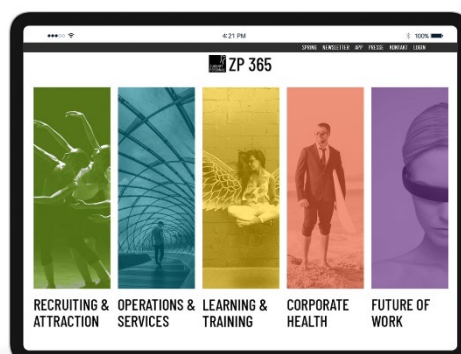 4:21 PM 100%
SPRING NEWSLETTER APP PRESSE KONTAKT LOGIN
ZP 365
RECRUITING &
ATTRACTION
OPERATIONS &
SERVICES
LEARNING &
TRAINING
CORPORATE
HEALTH
FUTURE OF
WORK